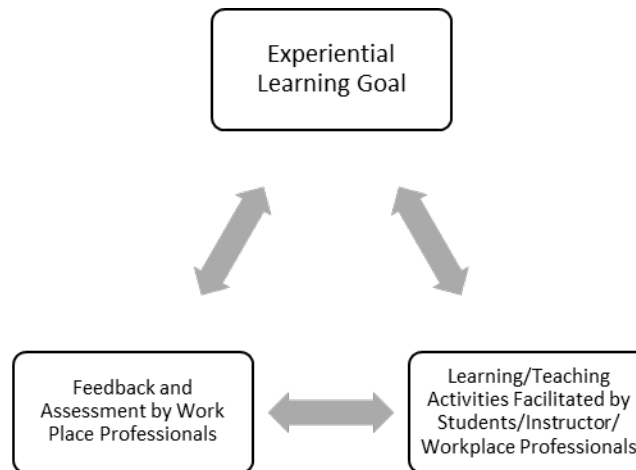 Experiential
Learning Goal
Feedback and
Assessment by Work
Place Professionals
Learning/Teaching
Activities Facilitated by
Students/Instructor/
Workplace Professionals